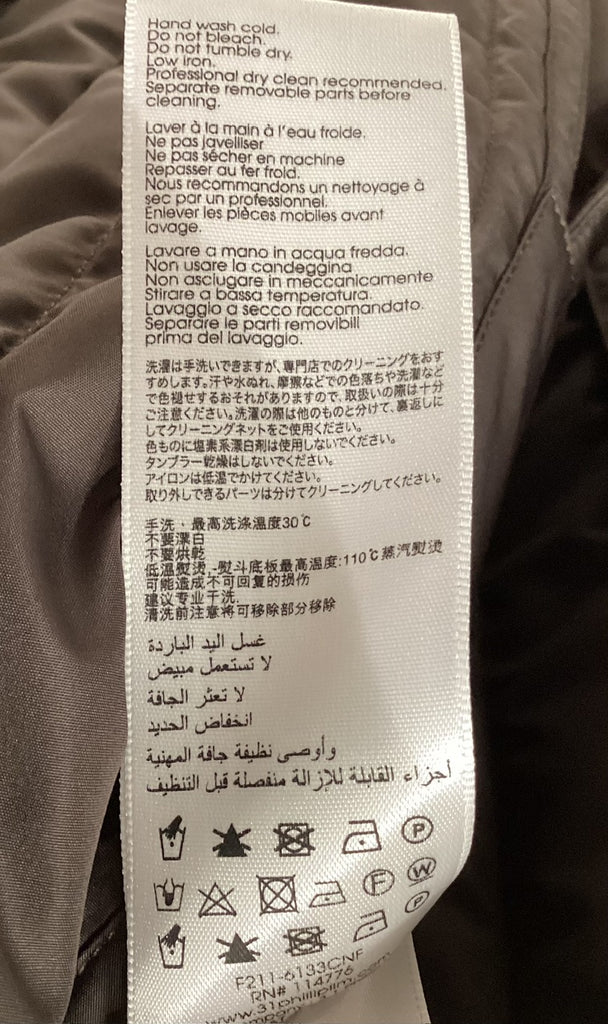 Hand wash cold.
Do not bleach.
Do not tumble dry.
Low iron.
Professional dry clean recommended.
Separate removable parts before
cleaning.
Laver à la main à l'eau froide.
Ne pas javelliser
Ne pas sécher en machine
Repasser au fer froid.
Nous recommandons un nettoyage à
sec par un professionnel.
Enlever les pièces mobiles avant
lavage.
Lavare a mano in acqua fredda.
Non usare la candeggina
Non asciugare in meccanicamente
Stirare a bassa temperatura.
Lavaggio a secco raccomandato.
Separare le parti removibili
prima del lavaggio.
洗濯は手洗いできますが、専門店でのクリーニングをおす
すめします。汗や水ぬれ、摩擦などでの色落ちや洗濯など
で色褪せするおそれがありますので、取扱いの際は十分
ご注意ください。洗濯の際は他のものと分けて、裏返しに
してクリーニングネットをご使用ください。
色ものに塩素系漂白剤は使用しないでください。
タンブラー乾燥はしないでください。
アイロンは低温でかけてください。
取り外しできるパーツは分けてクリーニングしてください。
手洗、最高洗涤温度30℃
不要漂白
不要烘乾
低溫熨烫,-熨斗底板最高溫度:110℃蒸汽熨烫
可能造成不可回复的损伤
建议专业干洗.
清洗前注意将可移除部分移除
غسل اليد الباردة
لا تستعمل مبيض
لا تعثر الجافة
انخفاض الحديد
وأوصى نظيفة جافة المهنية
أجزاء القابلة للإزالة منفصلة قبل التنظيف
P
F W
P
F211-6133CNF
RN# 114776
www.31philliplim.com